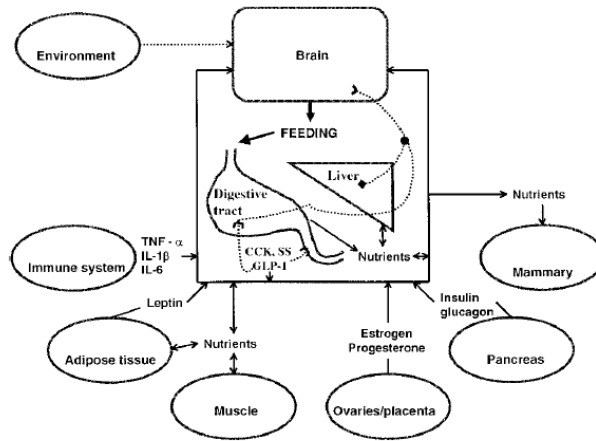 Environment
Brain
FEEDING
Liver
Digestive
tract
Nutrients
TNF - α
IL-1β
IL-6
Immune system
CCK, SS
GLP-1
Nutrients
Mammary
Leptin
Insulin
glucagon
Estrogen
Progesterone
Nutrients
Adipose tissue
Pancreas
Muscle
Ovaries/placenta